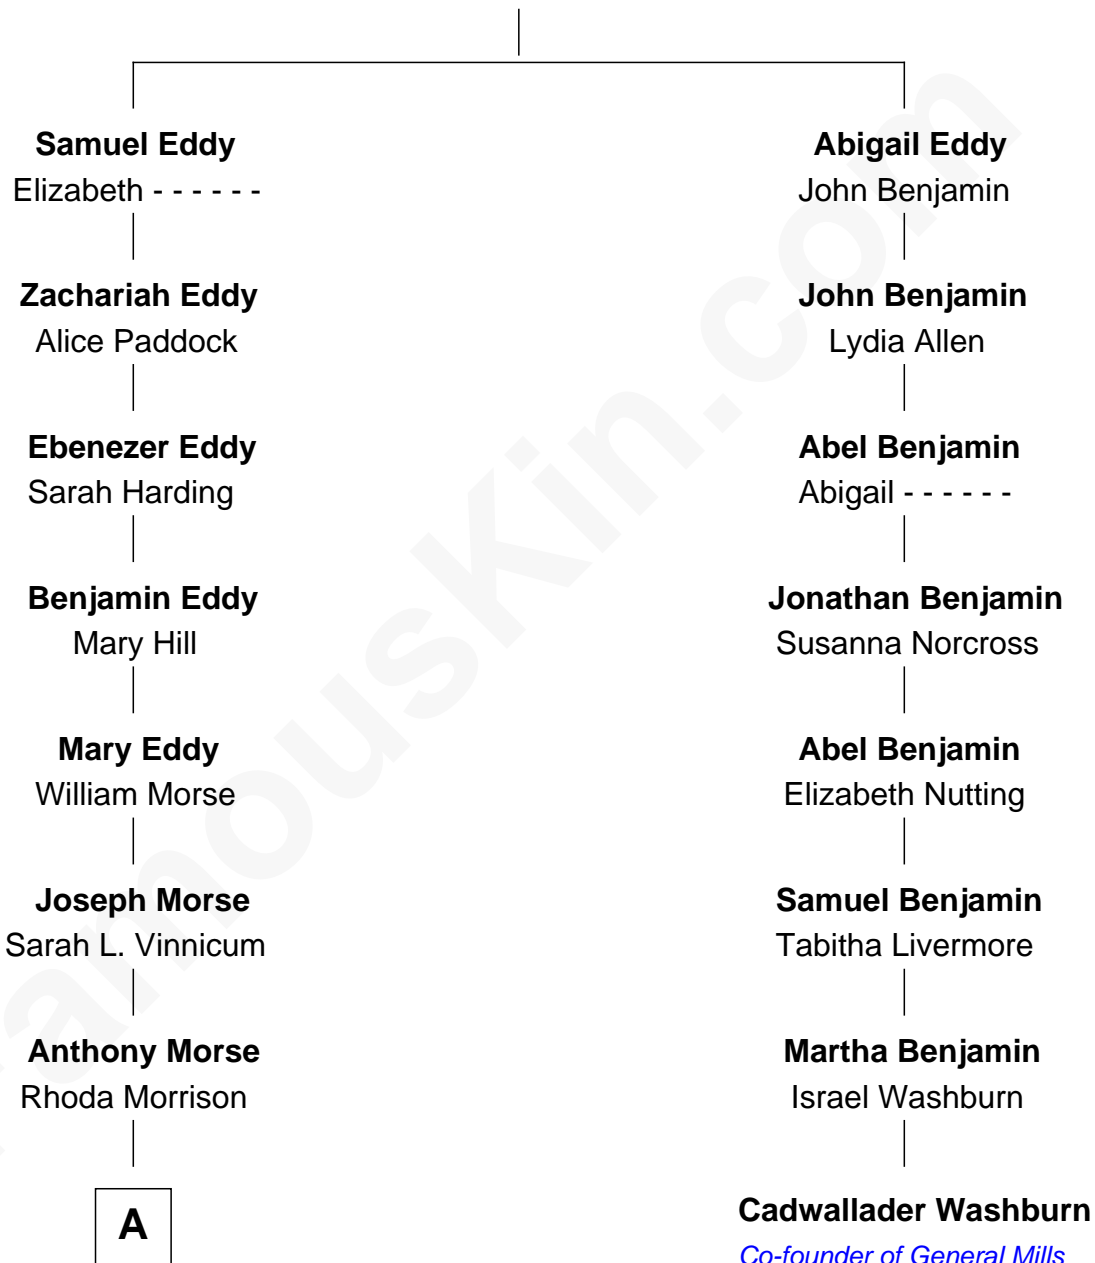 Samuel Eddy
Elizabeth - - - - - -
Abigail Eddy
John Benjamin
Zachariah Eddy
Alice Paddock
John Benjamin
Lydia Allen
Ebenezer Eddy
Sarah Harding
Abel Benjamin
Abigail - - - - - -
Benjamin Eddy
Mary Hill
Jonathan Benjamin
Susanna Norcross
Mary Eddy
William Morse
Abel Benjamin
Elizabeth Nutting
Joseph Morse
Sarah L. Vinnicum
Samuel Benjamin
Tabitha Livermore
Anthony Morse
Rhoda Morrison
Martha Benjamin
Israel Washburn
A
Cadwallader Washburn
Co-founder of General Mills
FamousKin.com